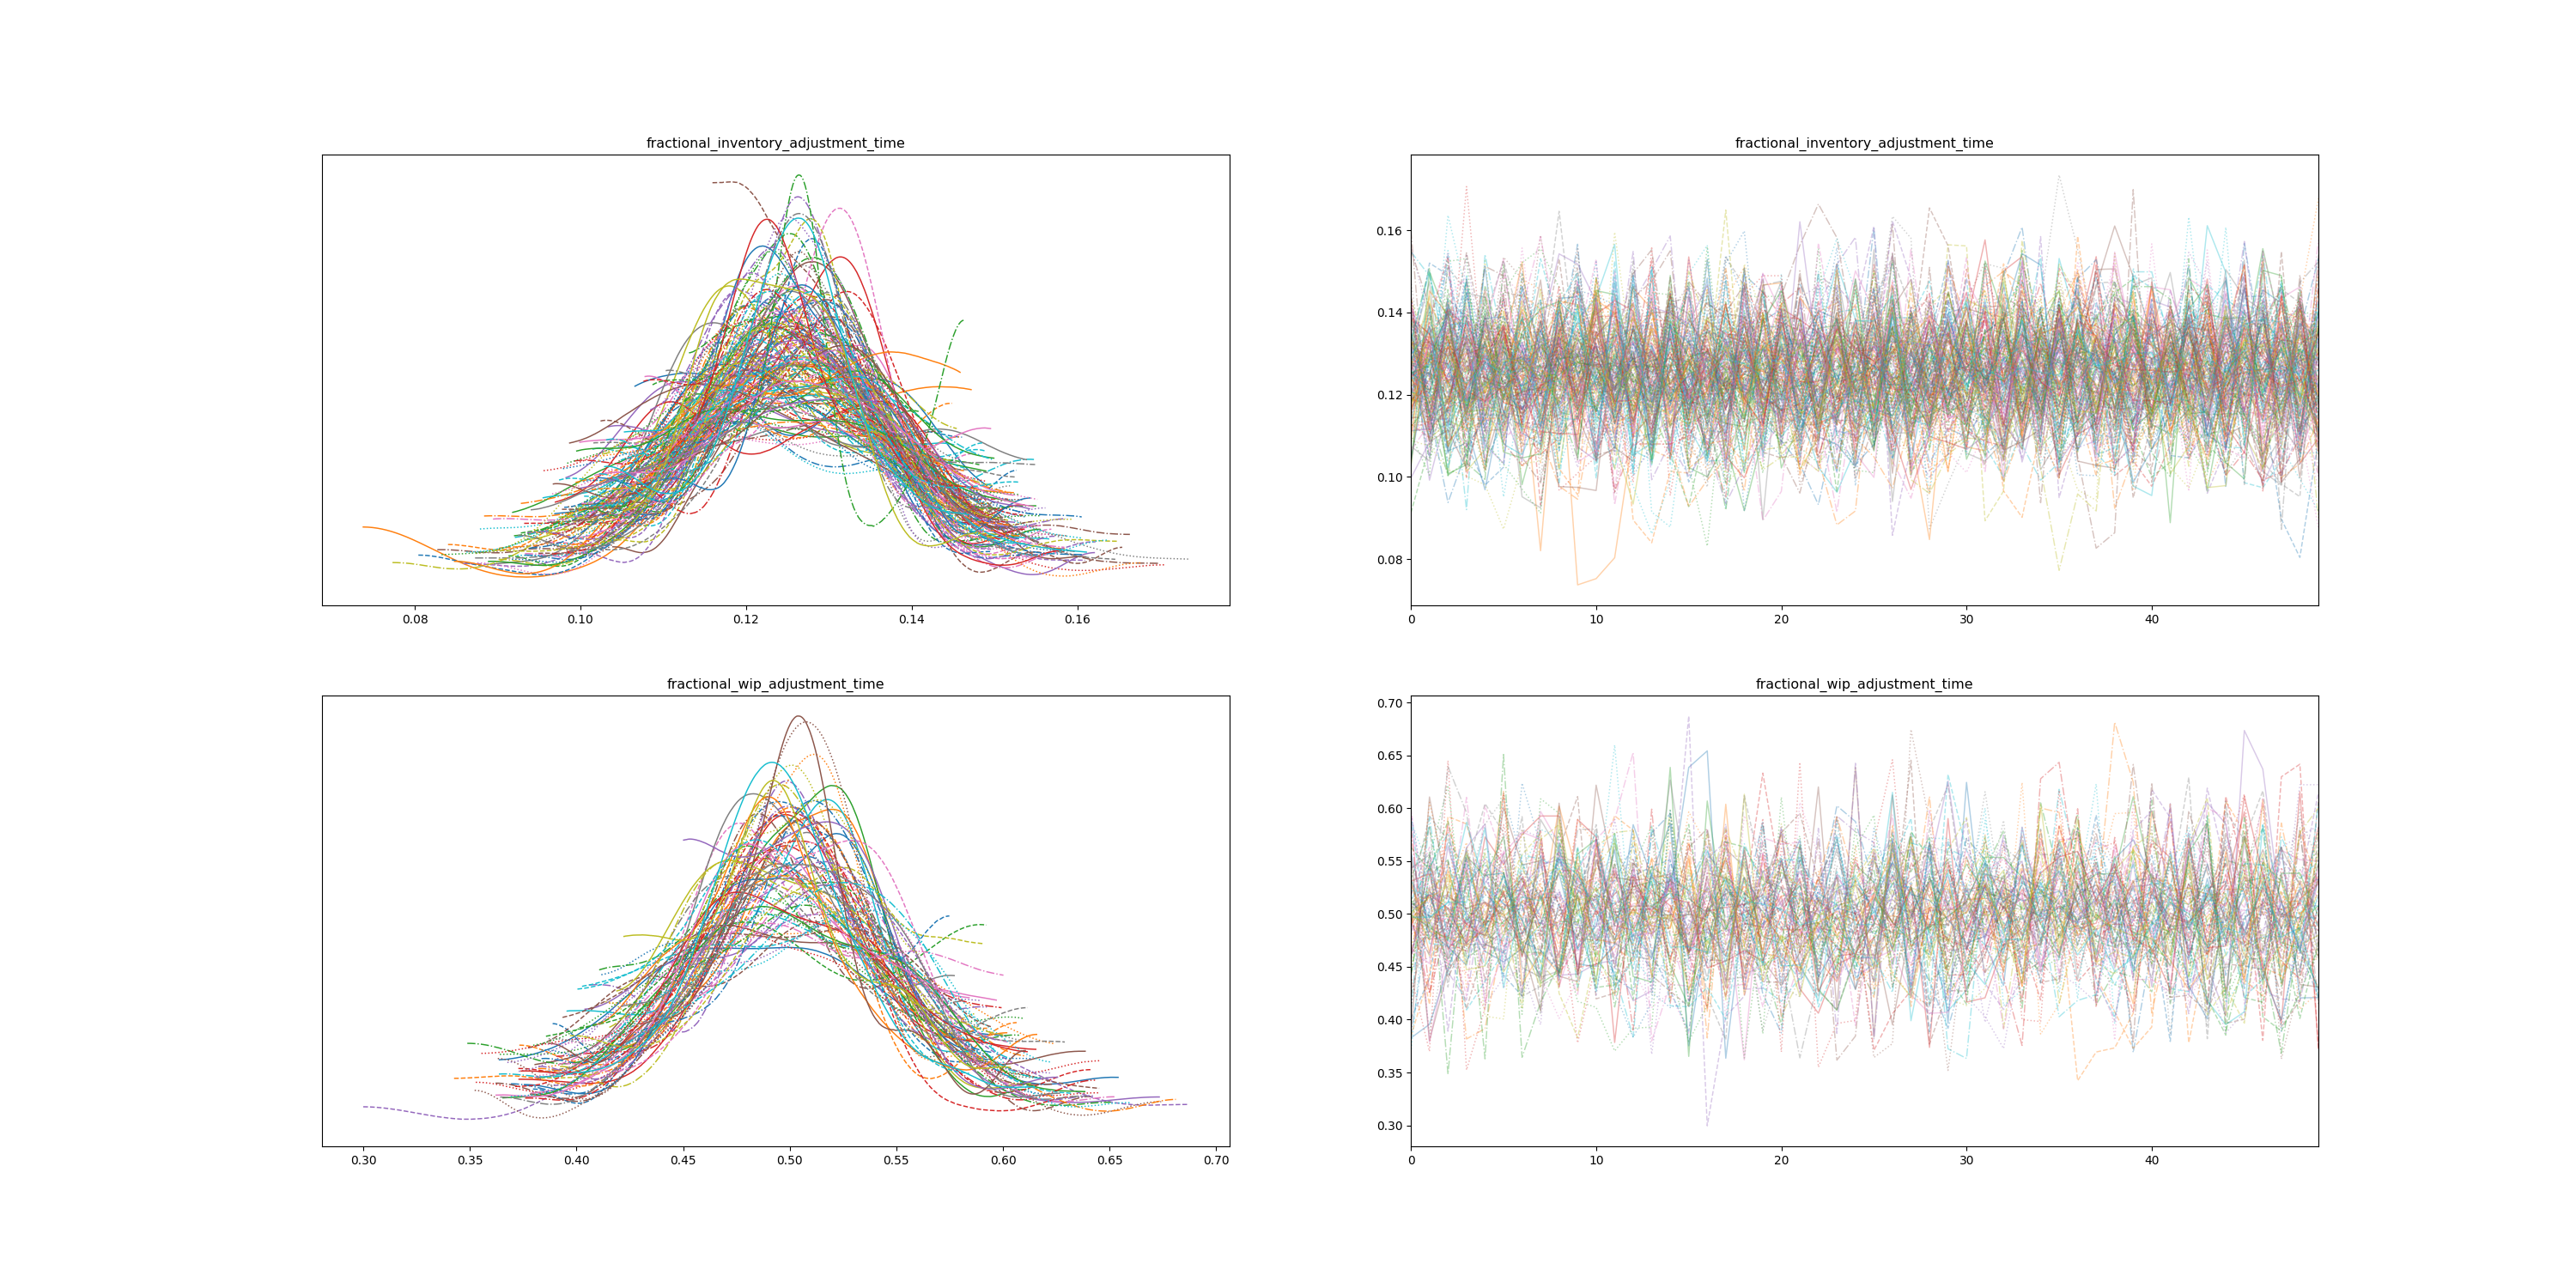 fractional_inventory_adjustment_time
0.08 0.10 0.12 0.14 0.16
fractional_inventory_adjustment_time
0.16
0.14
0.12
0.10
0.08
0 10 20 30 40
fractional_wip_adjustment_time
0.30 0.35 0.40 0.45 0.50 0.55 0.60 0.65 0.70
fractional_wip_adjustment_time
0.70
0.65
0.60
0.55
0.50
0.45
0.40
0.35
0.30
0 10 20 30 40